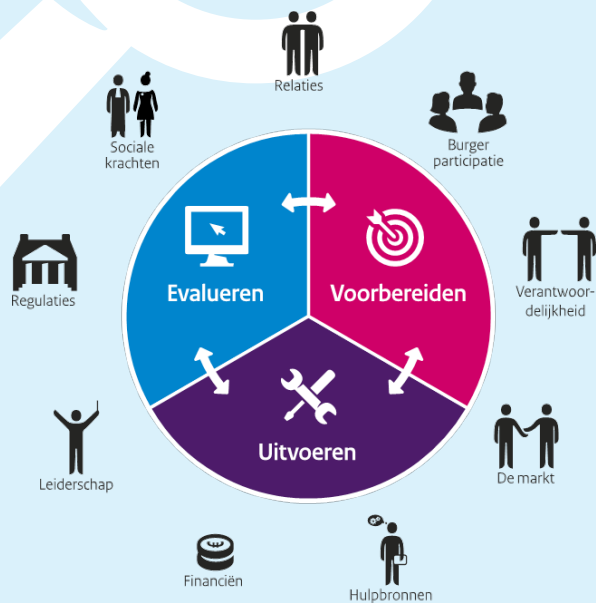 Relaties
Sociale
krachten
Burger
participatie
Regulaties
Evalueren
Voorbereiden
Verantwoor-
delijkheid
Uitvoeren
Leiderschap
De markt
Financiën
Hulpbronnen